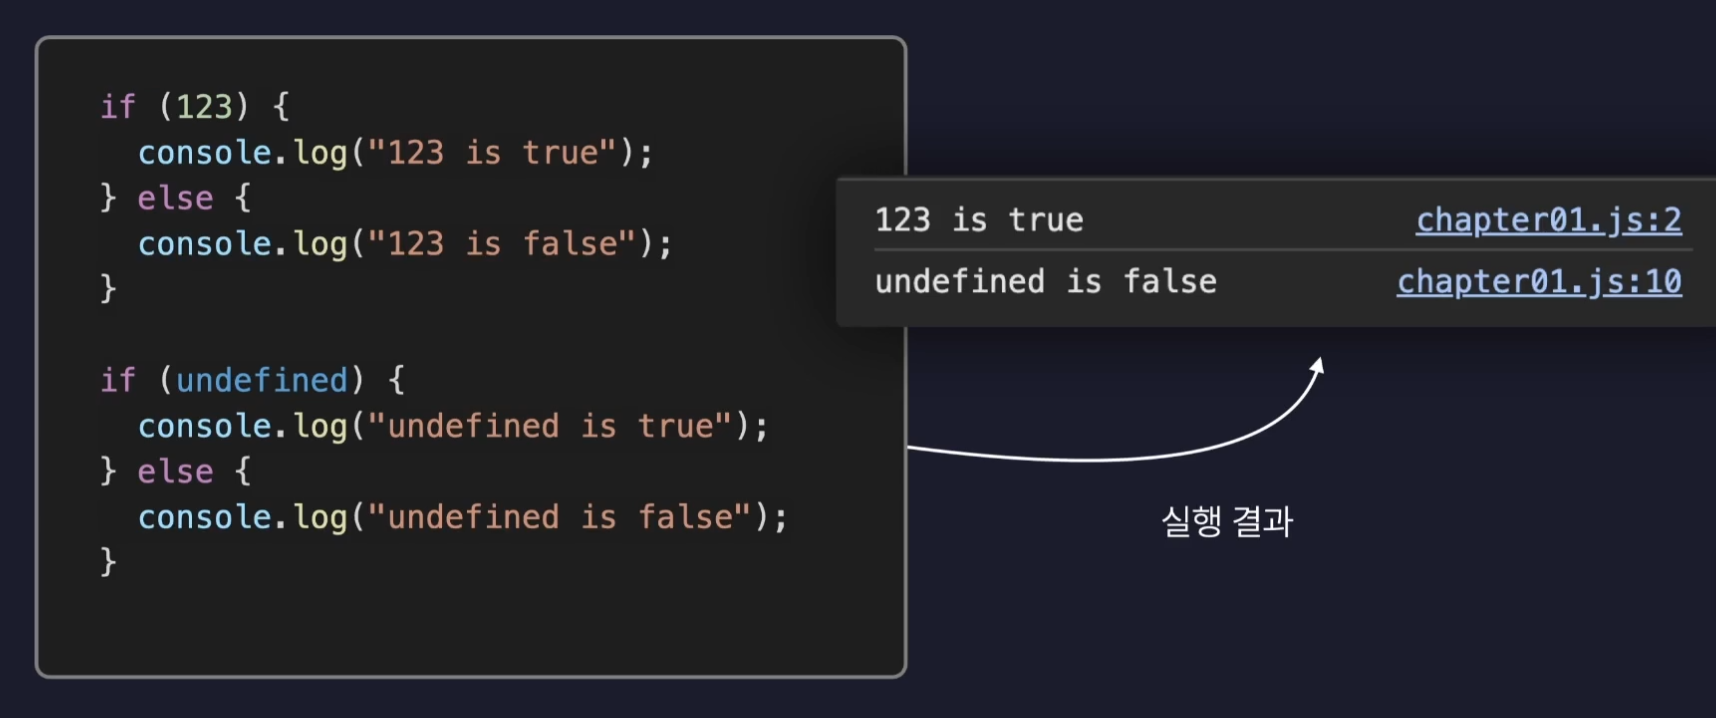 if (123) {
  console.log("123 is true");
} else {
  console.log("123 is false");
}
if (undefined) {
  console.log("undefined is true");
} else {
  console.log("undefined is false");
}
123 is true chapter01.js:2
undefined is false chapter01.js:10
실행 결과